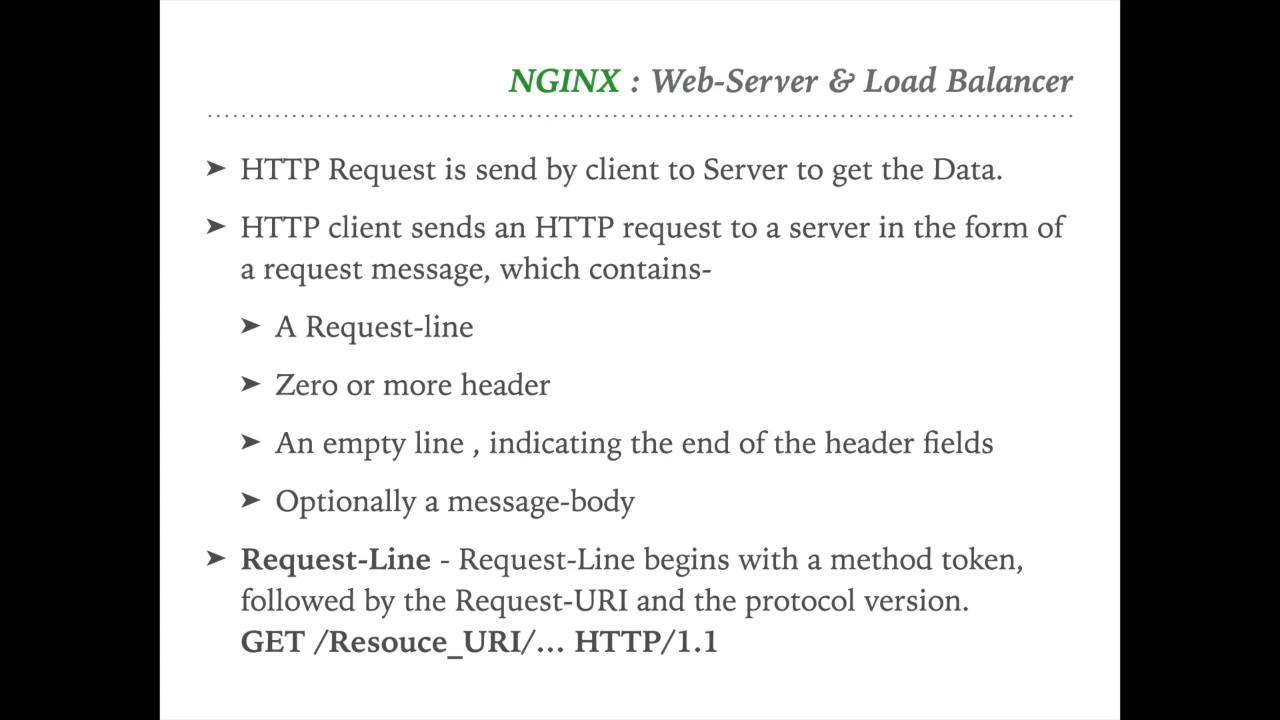 NGINX : Web-Server & Load Balancer
➤ HTTP Request is send by client to Server to get the Data.
➤ HTTP client sends an HTTP request to a server in the form of
a request message, which contains-
➤ A Request-line
➤ Zero or more header
➤ An empty line , indicating the end of the header fields
➤ Optionally a message-body
➤ Request-Line - Request-Line begins with a method token,
followed by the Request-URI and the protocol version.
GET /Resouce_URI/... HTTP/1.1